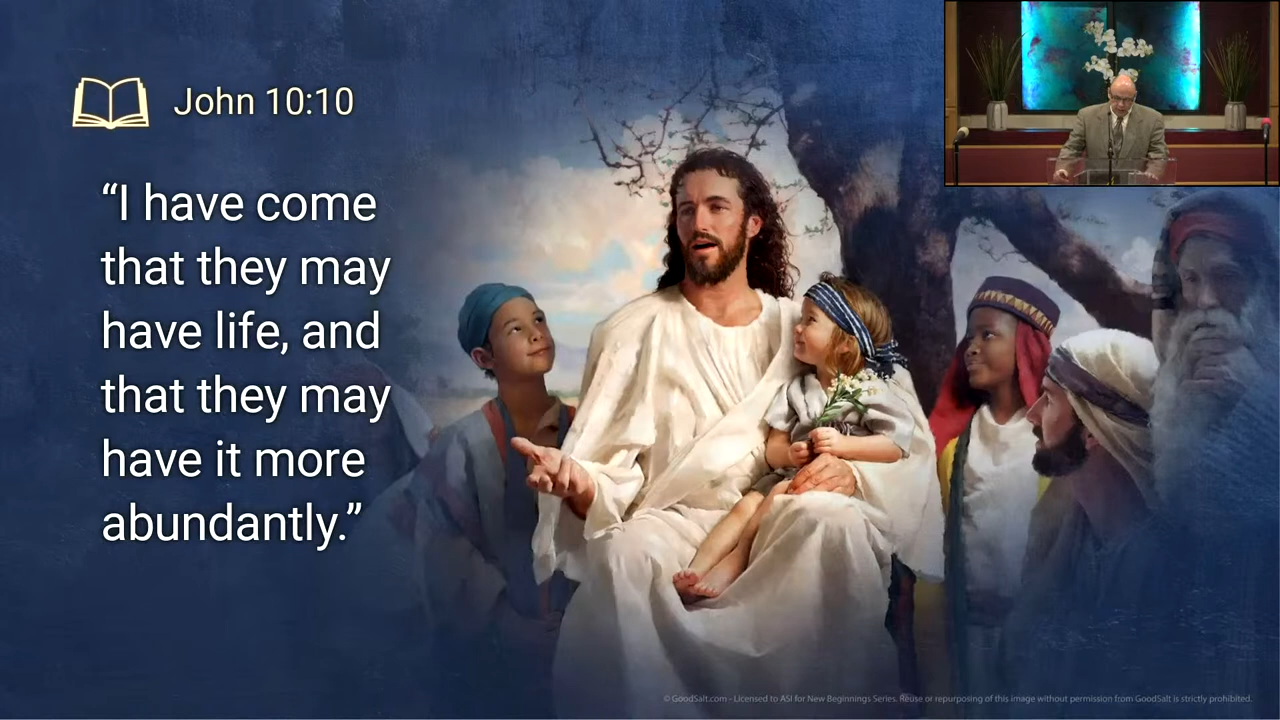 John 10:10
“I have come
that they may
have life, and
that they may
have it more
abundantly.”
© GoodSalt.com - Licensed to ASI for New Beginnings Series. Reuse or repurposing of this image without permission from GoodSalt is strictly prohibited.